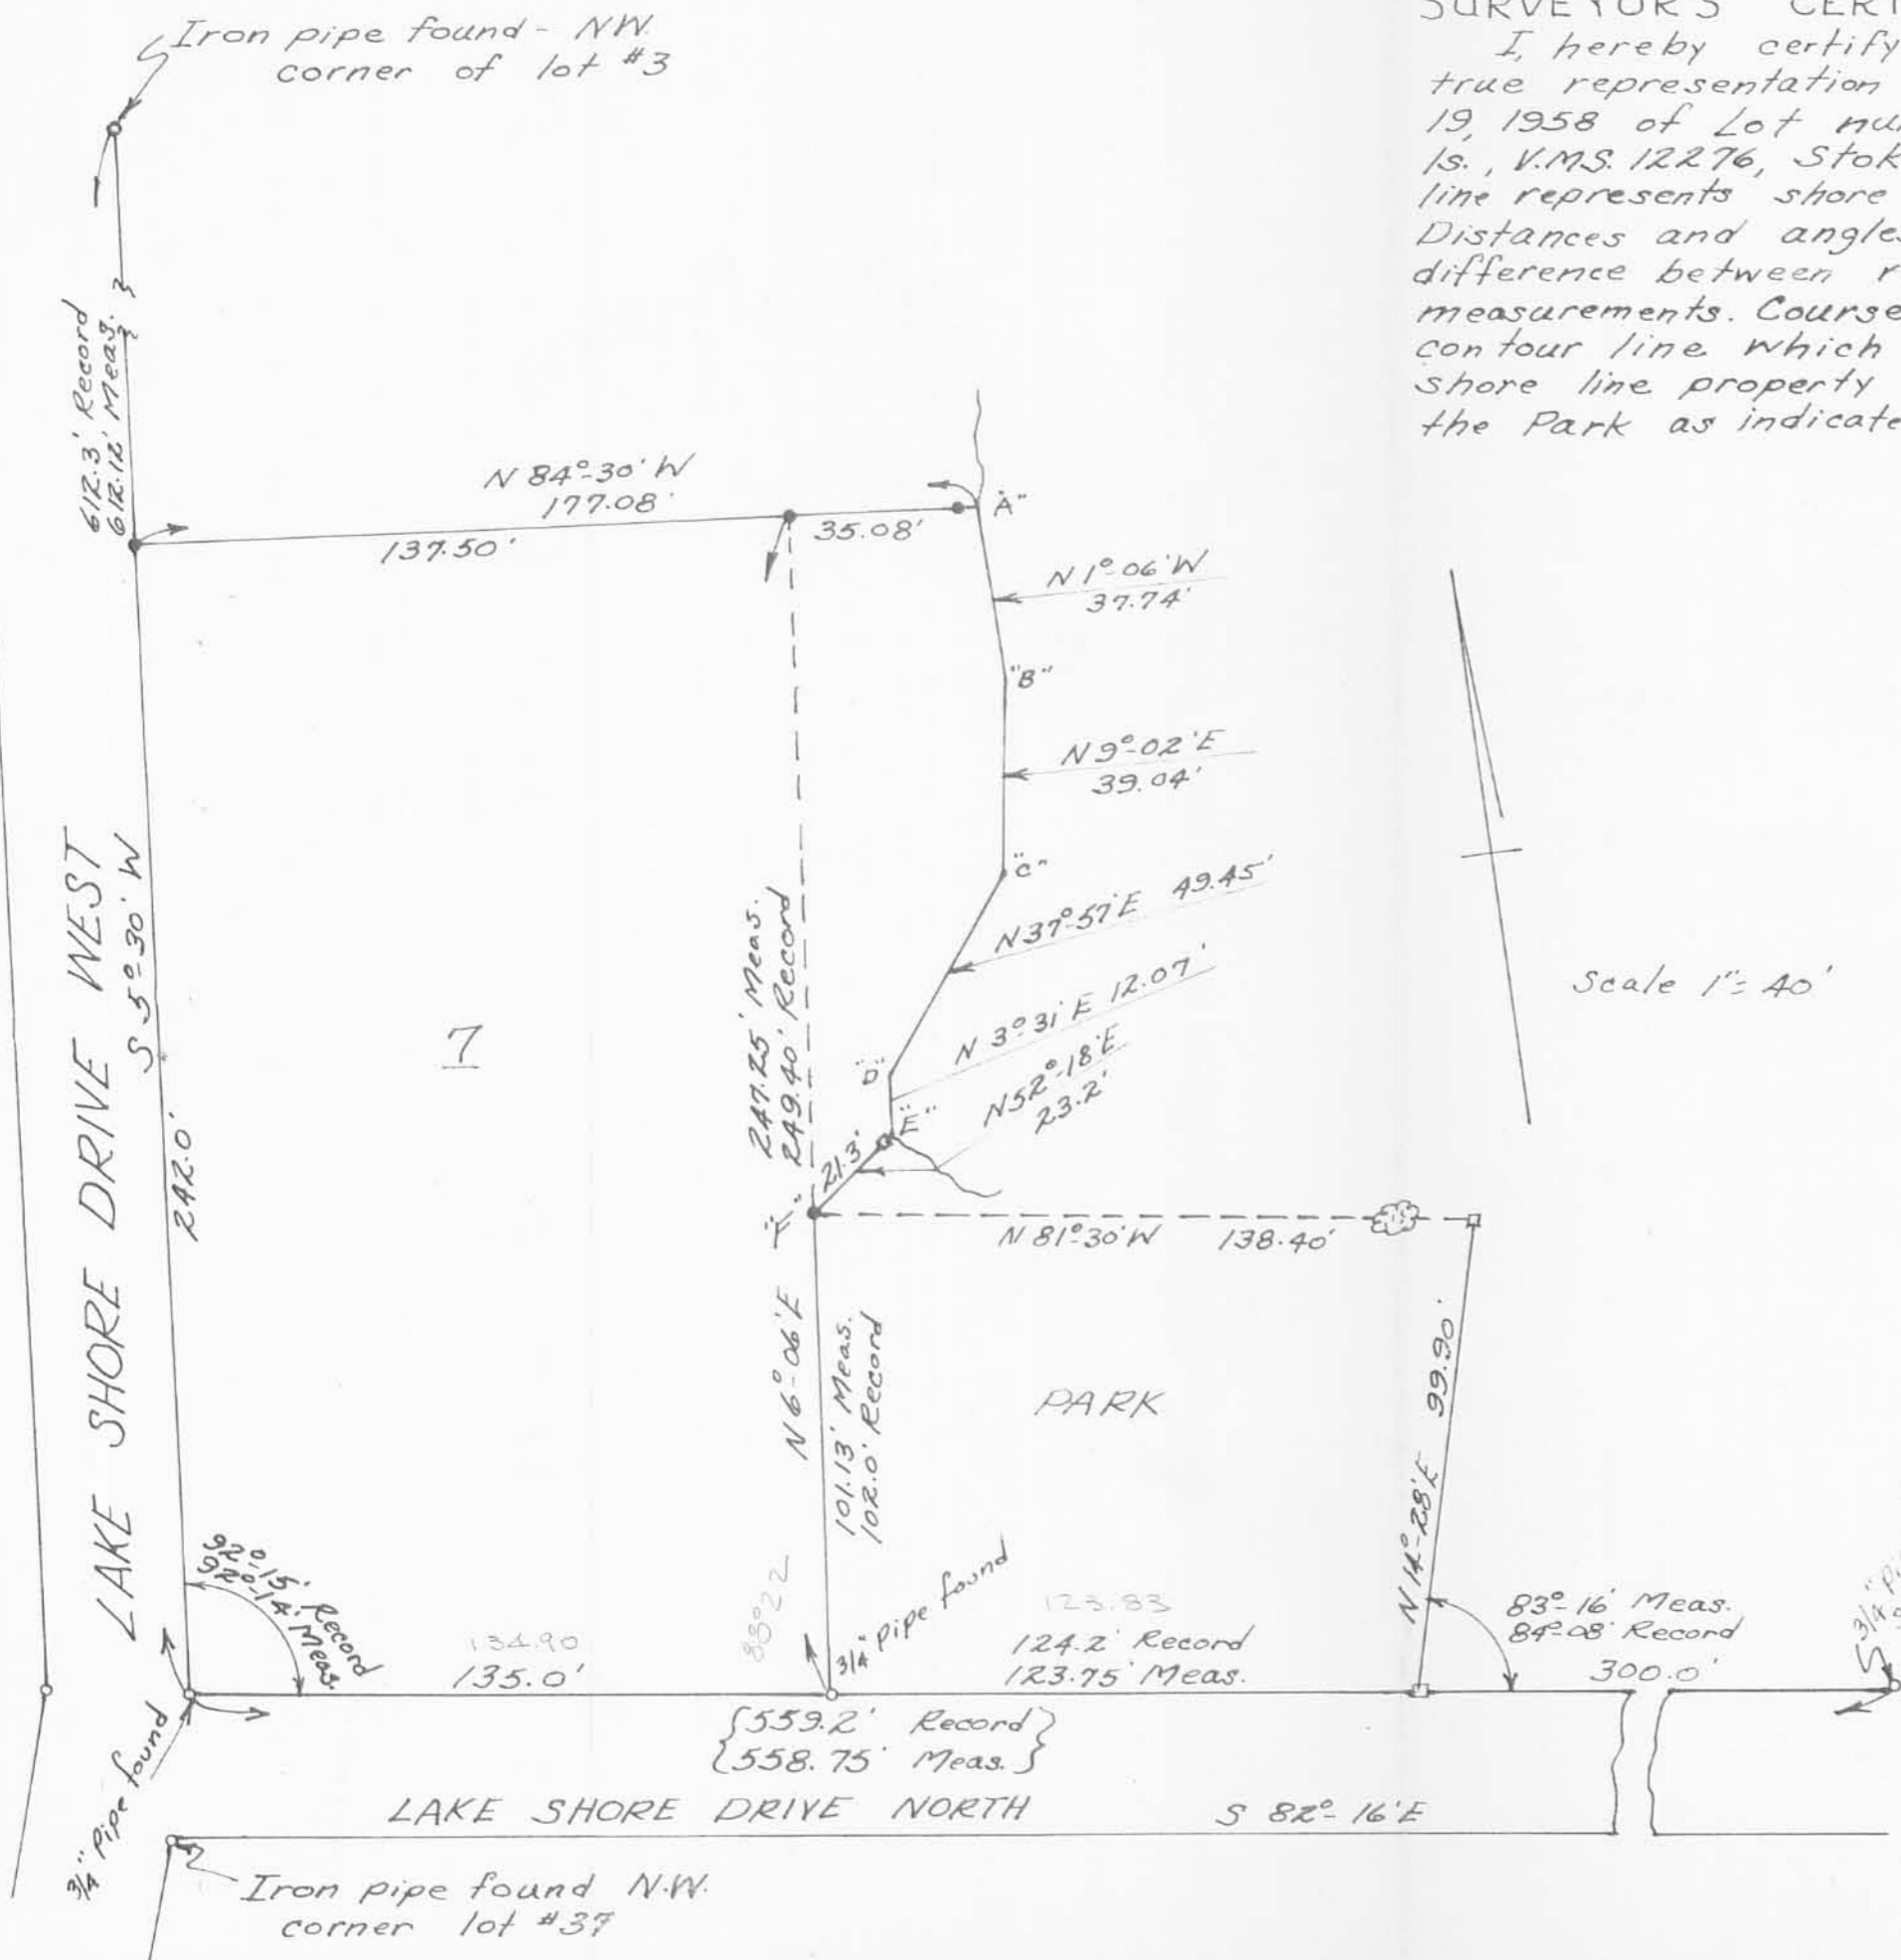 Iron pipe found - NW.
corner of lot #3
SURVEYOR'S CERT
I, hereby certify
true representation
19, 1958 of Lot nu
Is., V.M.S. 12276, Stok
line represents shore
Distances and angles
difference between r
measurements. Course
contour line which
shore line property
the Park as indicate
612.3' Record
612.12' Meas.
N 84°-30' W
177.08'
137.50'
35.08'
"A"
N 1°-06' W
37.74'
"B"
N 9°-02' E
39.04'
"C"
N 37°-57' E 49.45'
N 3°31' E 12.07'
N 52°-18' E
23.2'
"D"
"E"
21.3'
"F"
247.25' Meas.
249.40' Record
Scale 1" = 40'
LAKE SHORE DRIVE WEST
S 5°-30' W
242.0'
7
N 81°-30' W 138.40'
N 6°-06' E
101.13' Meas.
102.0' Record
PARK
N 14°-28' E 99.90'
92°-15' Record
92°-14' Meas.
134.90
135.0'
88°22
3/4" pipe found
123.83
124.2' Record
123.75' Meas.
83°-16' Meas.
84°-08' Record
300.0'
3/4" Pi
{559.2' Record}
{558.75' Meas.}
3/4" Pipe found
LAKE SHORE DRIVE NORTH
S 82°-16' E
Iron pipe found N.W.
corner lot #37